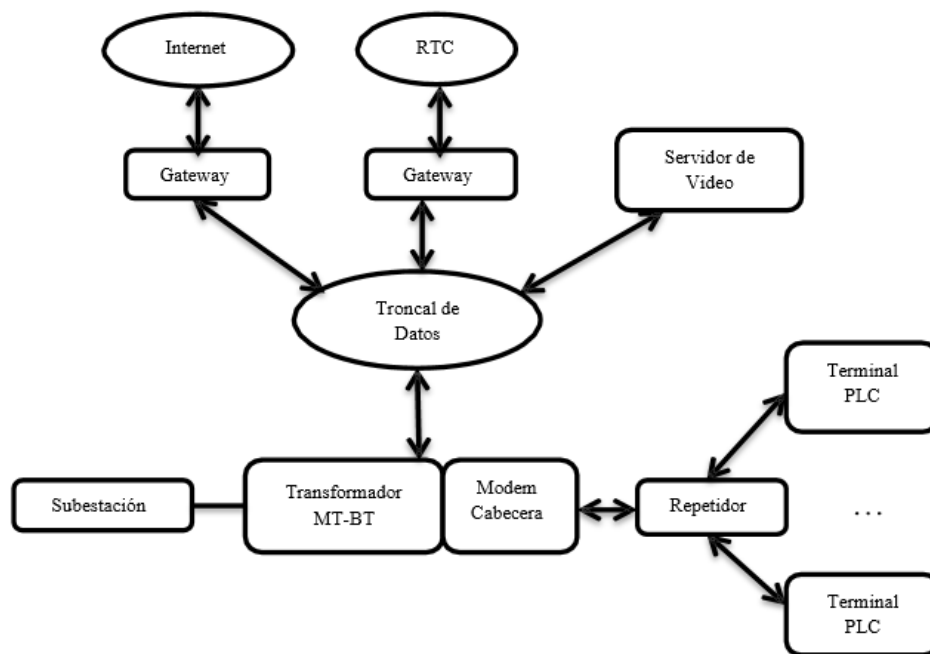 Internet
RTC
Gateway
Gateway
Servidor de
Video
Troncal de
Datos
Terminal
PLC
Subestación
Transformador
MT-BT
Modem
Cabecera
Repetidor
...
Terminal
PLC